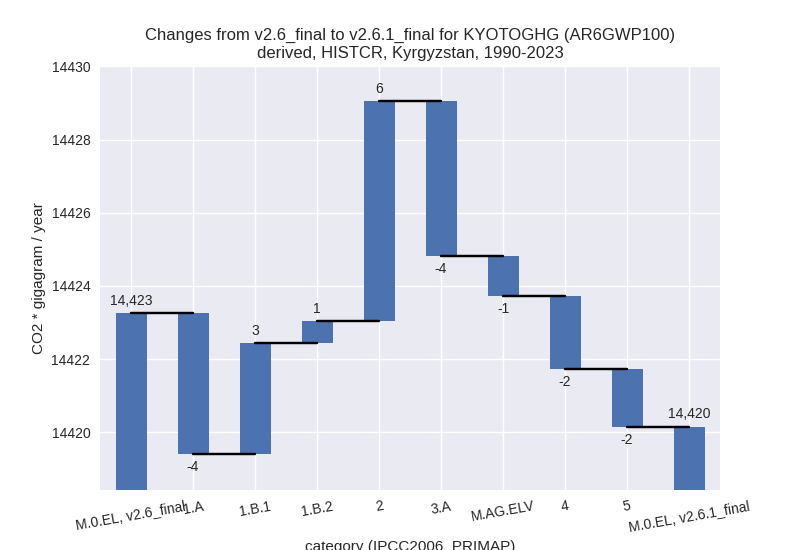 Changes from v2.6_final to v2.6.1_final for KYOTOGHG (AR6GWP100)
derived, HISTCR, Kyrgyzstan, 1990-2023
14430
14428
14426
14424
14422
14420
CO2 * gigagram / year
14,423
-4
3
1
6
-4
-1
-2
-2
14,420
M.0.EL, v2.6_final
1.A
1.B.1
1.B.2
2
3.A
M.AG.ELV
4
5
M.0.EL, v2.6.1_final
category (IPCC2006_PRIMAP)